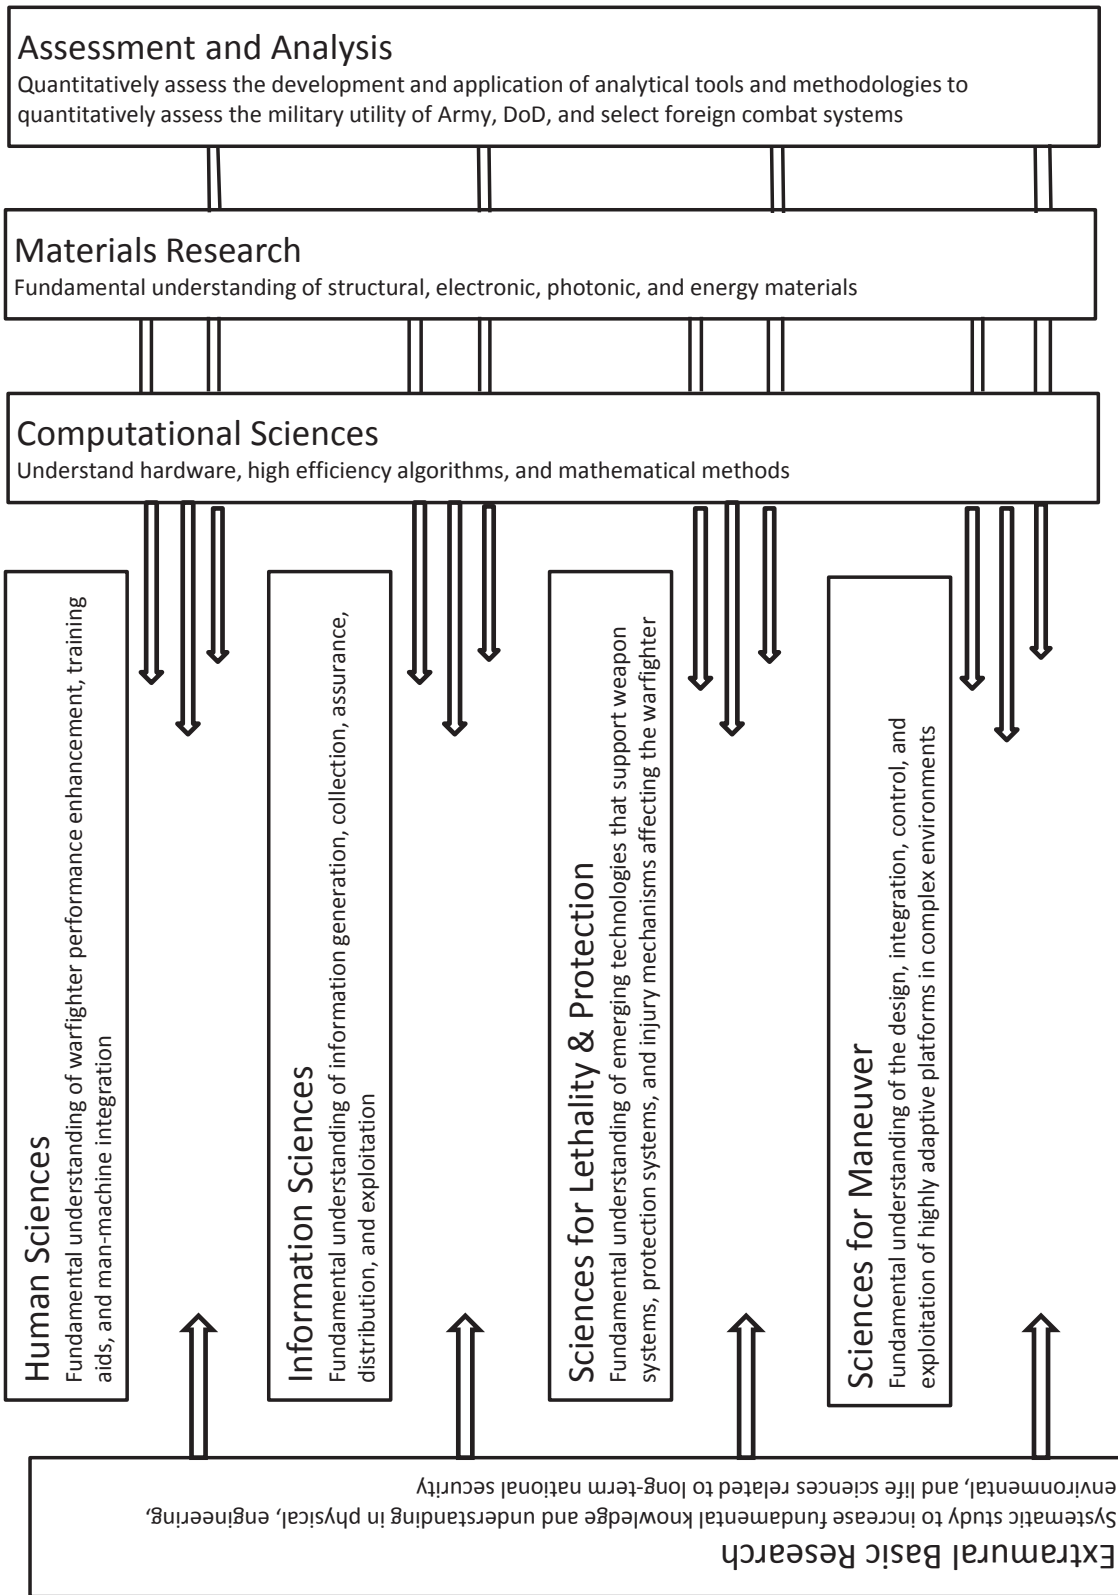 Assessment and Analysis
Quantitatively assess the development and application of analytical tools and methodologies to
quantitatively assess the military utility of Army, DoD, and select foreign combat systems
Materials Research
Fundamental understanding of structural, electronic, photonic, and energy materials
Computational Sciences
Understand hardware, high efficiency algorithms, and mathematical methods
Human Sciences
Fundamental understanding of warfighter performance enhancement, training
aids, and man-machine integration
Information Sciences
Fundamental understanding of information generation, collection, assurance,
distribution, and exploitation
Sciences for Lethality & Protection
Fundamental understanding of emerging technologies that support weapon
systems, protection systems, and injury mechanisms affecting the warfighter
Sciences for Maneuver
Fundamental understanding of the design, integration, control, and
exploitation of highly adaptive platforms in complex environments
Extramural Basic Research
Systematic study to increase fundamental knowledge and understanding in physical, engineering,
environmental, and life sciences related to long-term national security